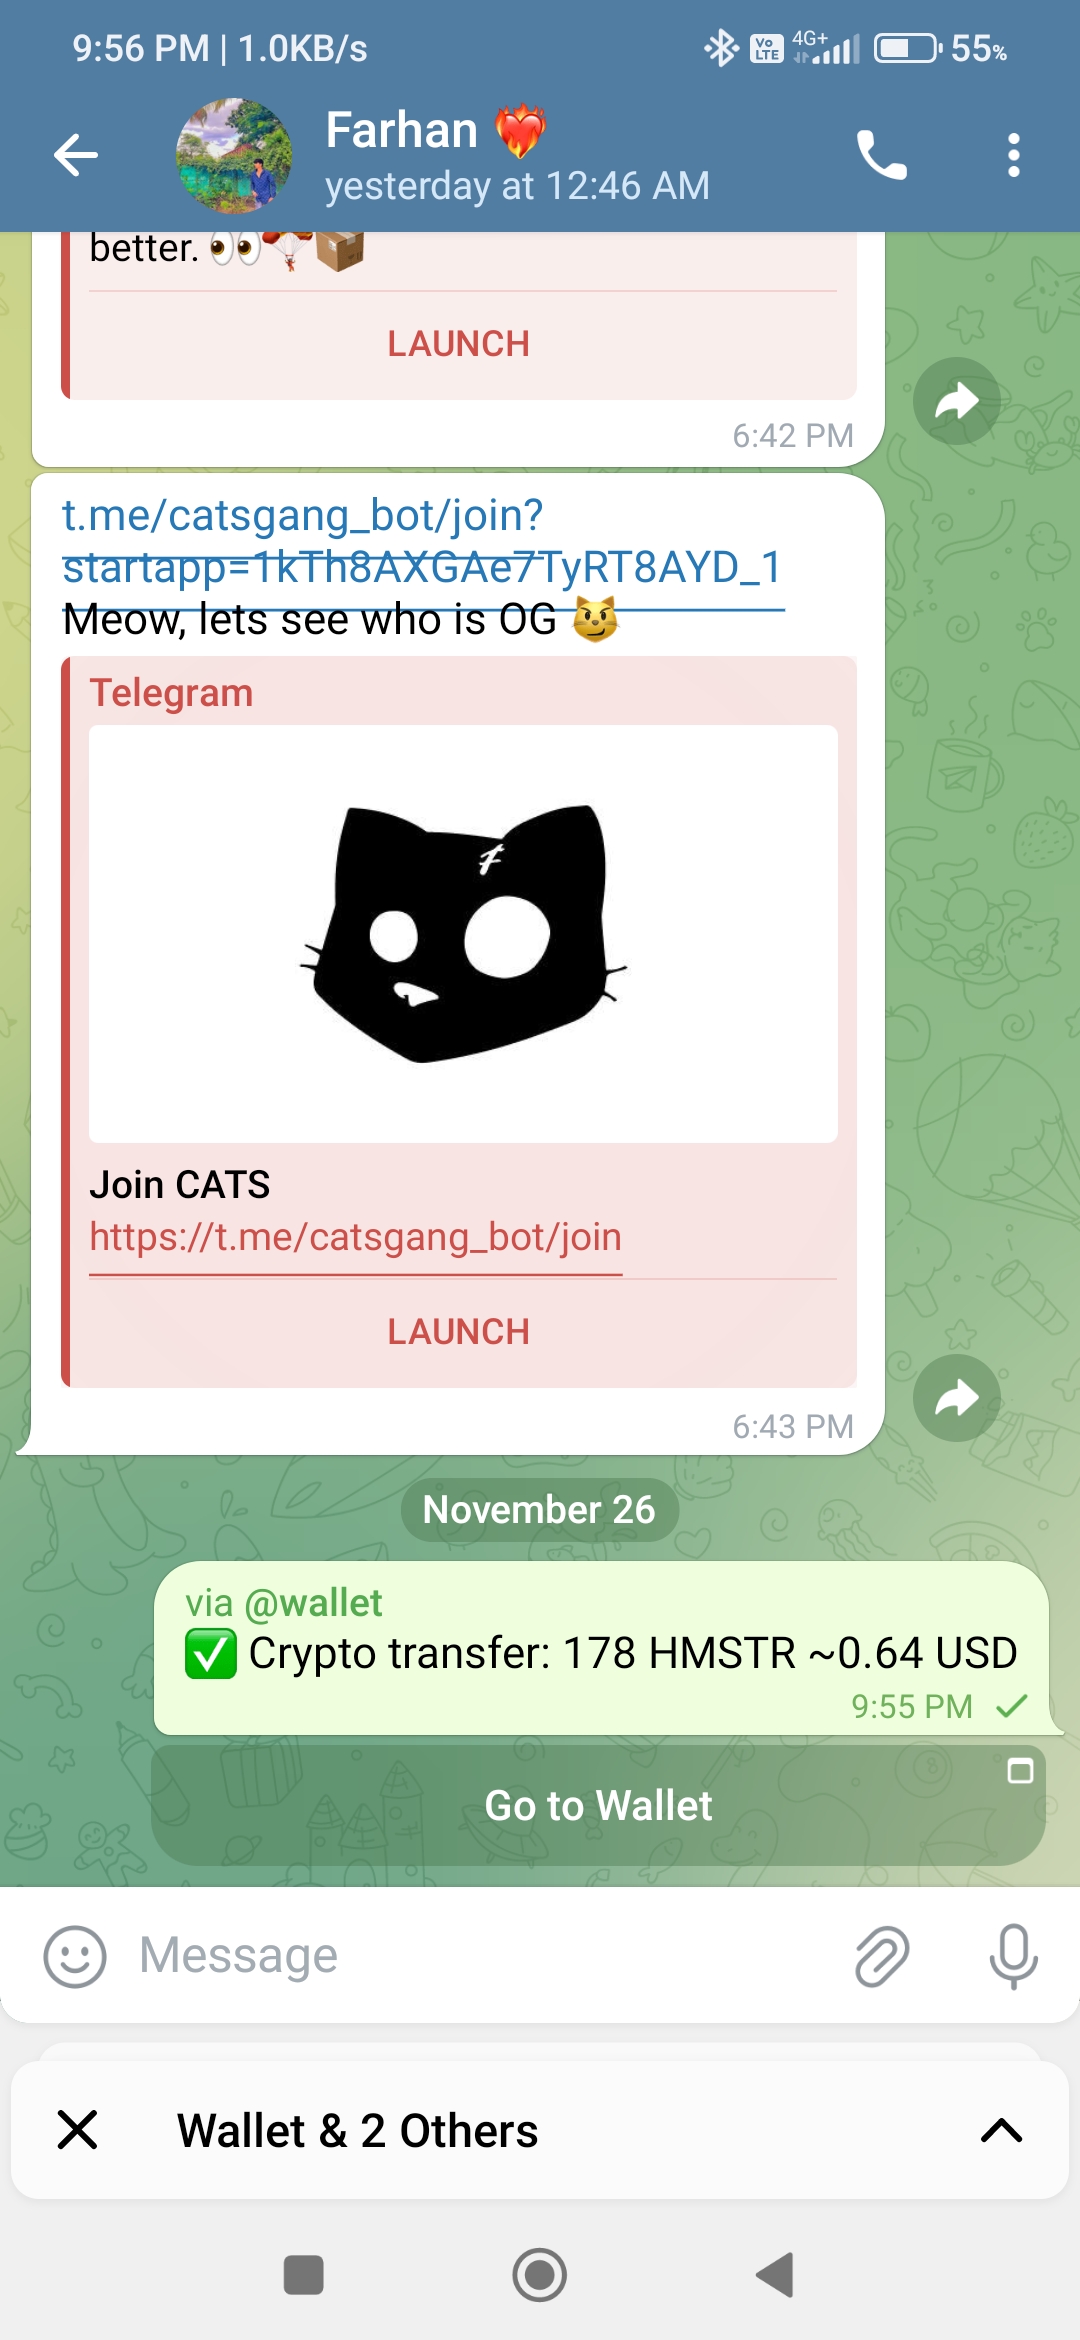 9:56 PM | 1.0KB/s
Vo LTE 4G+ 55%
Farhan ❤️‍🔥
yesterday at 12:46 AM
better. 👀🪂📦
LAUNCH
6:42 PM
t.me/catsgang_bot/join?
startapp=1kTh8AXGAe7TyRT8AYD_1
Meow, lets see who is OG 😼
Telegram
Join CATS
https://t.me/catsgang_bot/join
LAUNCH
6:43 PM
November 26
via @wallet
✅ Crypto transfer: 178 HMSTR ~0.64 USD
9:55 PM
Go to Wallet
Message
Wallet & 2 Others